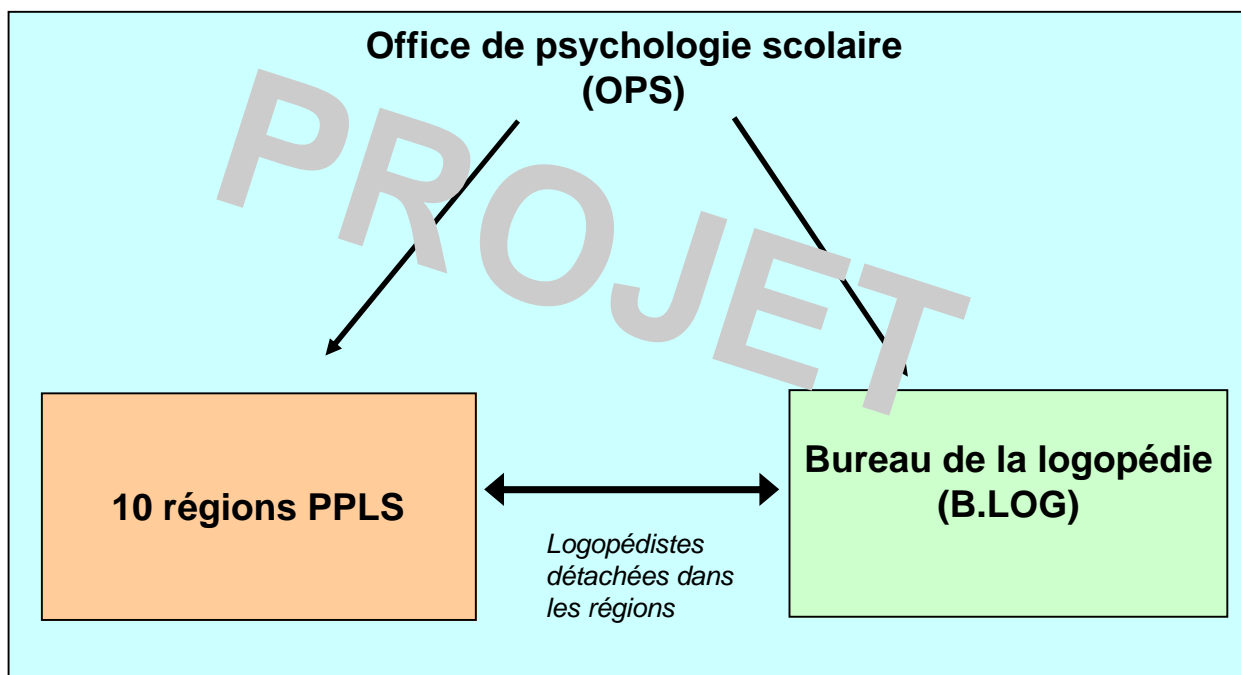 Office de psychologie scolaire
(OPS)
PROJET
10 régions PPLS
Bureau de la logopédie
(B.LOG)
Logopédistes
détachées dans
les régions